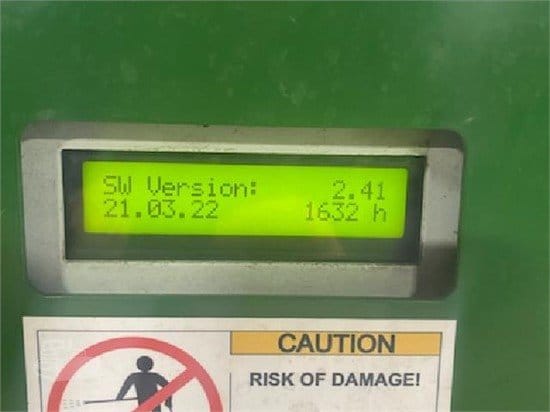 SW Version: 2.41
21.03.22 1632 h
CAUTION
RISK OF DAMAGE!